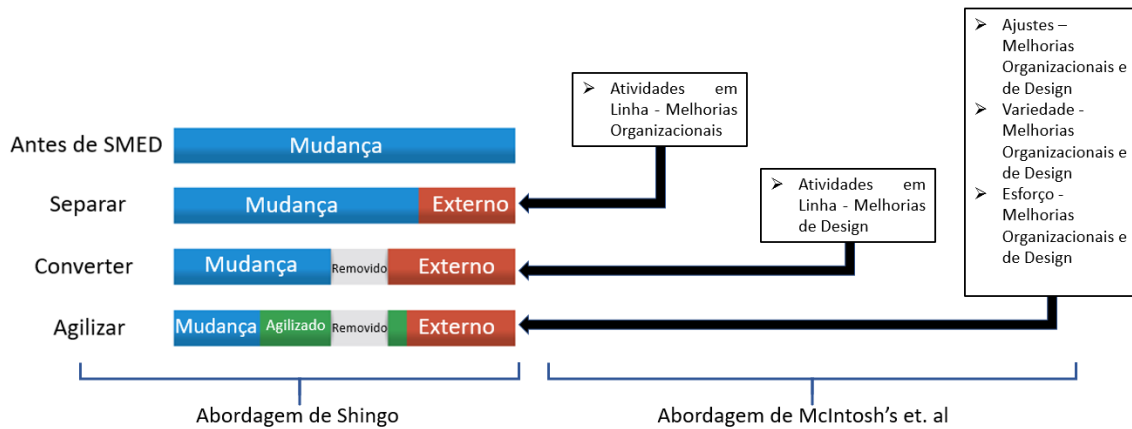 Antes de SMED
Mudança
Separar
Mudança
Externo
Converter
Mudança
Removido
Externo
Agilizar
Mudança
Agilizado
Removido
Externo
Abordagem de Shingo
➢ Atividades em
Linha - Melhorias
Organizacionais
➢ Atividades em
Linha - Melhorias
de Design
➢ Ajustes –
Melhorias
Organizacionais e
de Design
➢ Variedade -
Melhorias
Organizacionais e
de Design
➢ Esforço -
Melhorias
Organizacionais e
de Design
Abordagem de McIntosh's et. al